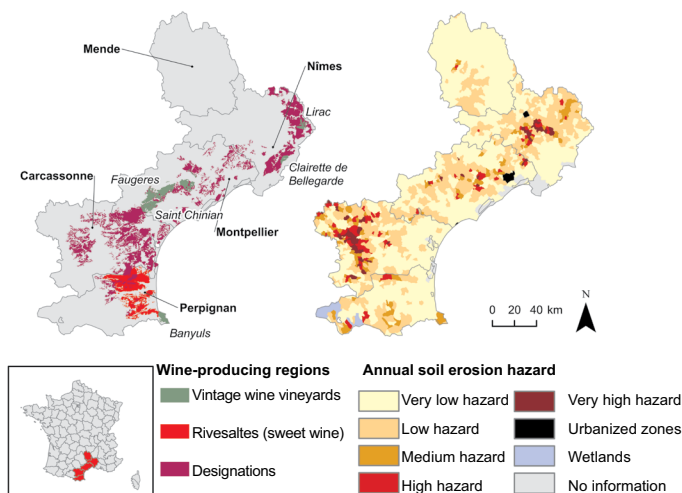 Mende
Nîmes
Lirac
Clairette de
Bellegarde
Carcassonne
Faugeres
Saint Chinian
Montpellier
Perpignan
Banyuls
0 20 40 km
N
Wine-producing regions
Vintage wine vineyards
Rivesaltes (sweet wine)
Designations
Annual soil erosion hazard
Very low hazard
Low hazard
Medium hazard
High hazard
Very high hazard
Urbanized zones
Wetlands
No information